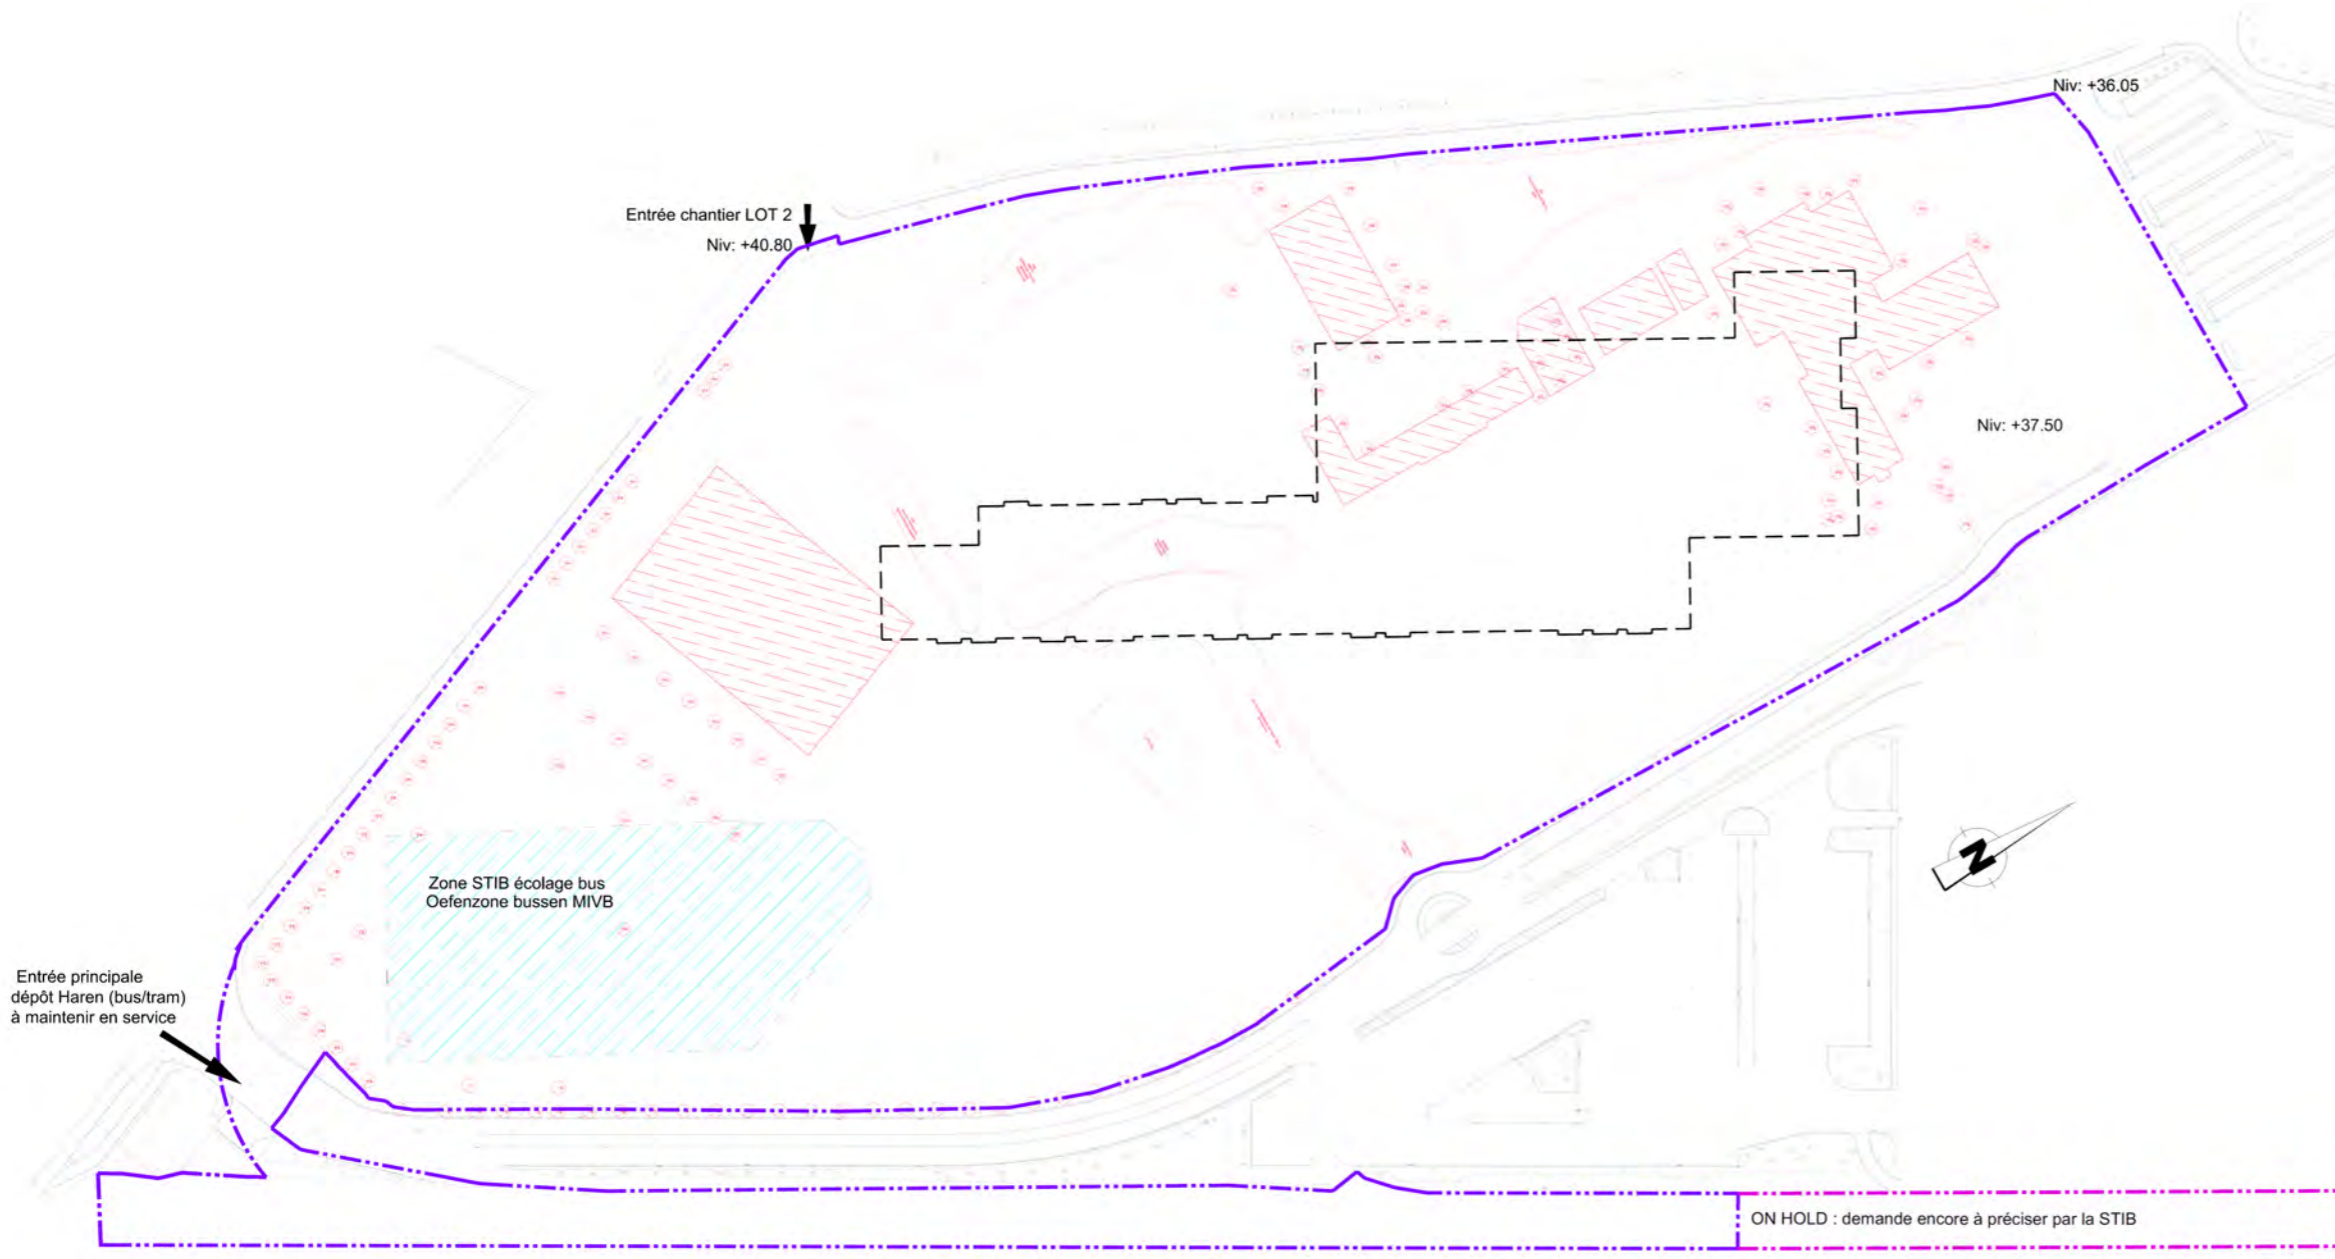 Niv: +36.05
Entrée chantier LOT 2
Niv: +40.80
Niv: +37.50
Zone STIB écolage bus
Oefenzone bussen MIVB
N
Entrée principale
dépôt Haren (bus/tram)
à maintenir en service
ON HOLD : demande encore à préciser par la STIB